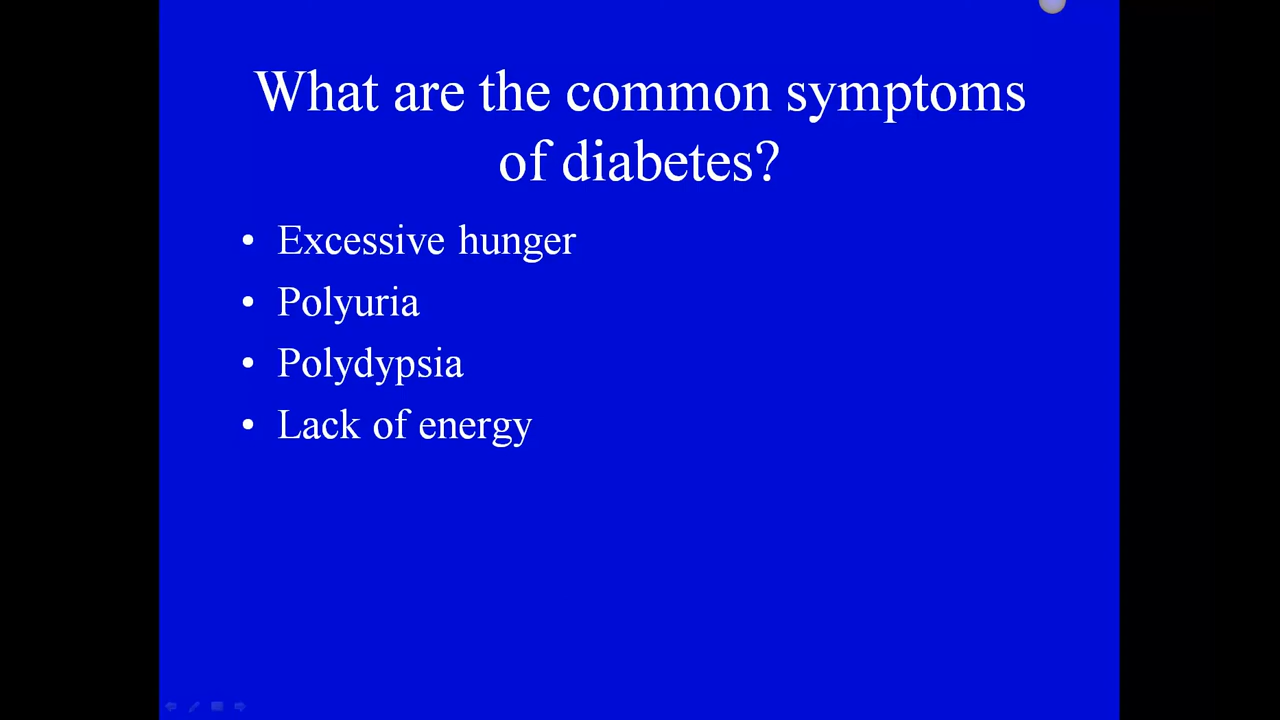 What are the common symptoms
of diabetes?
• Excessive hunger
• Polyuria
• Polydypsia
• Lack of energy